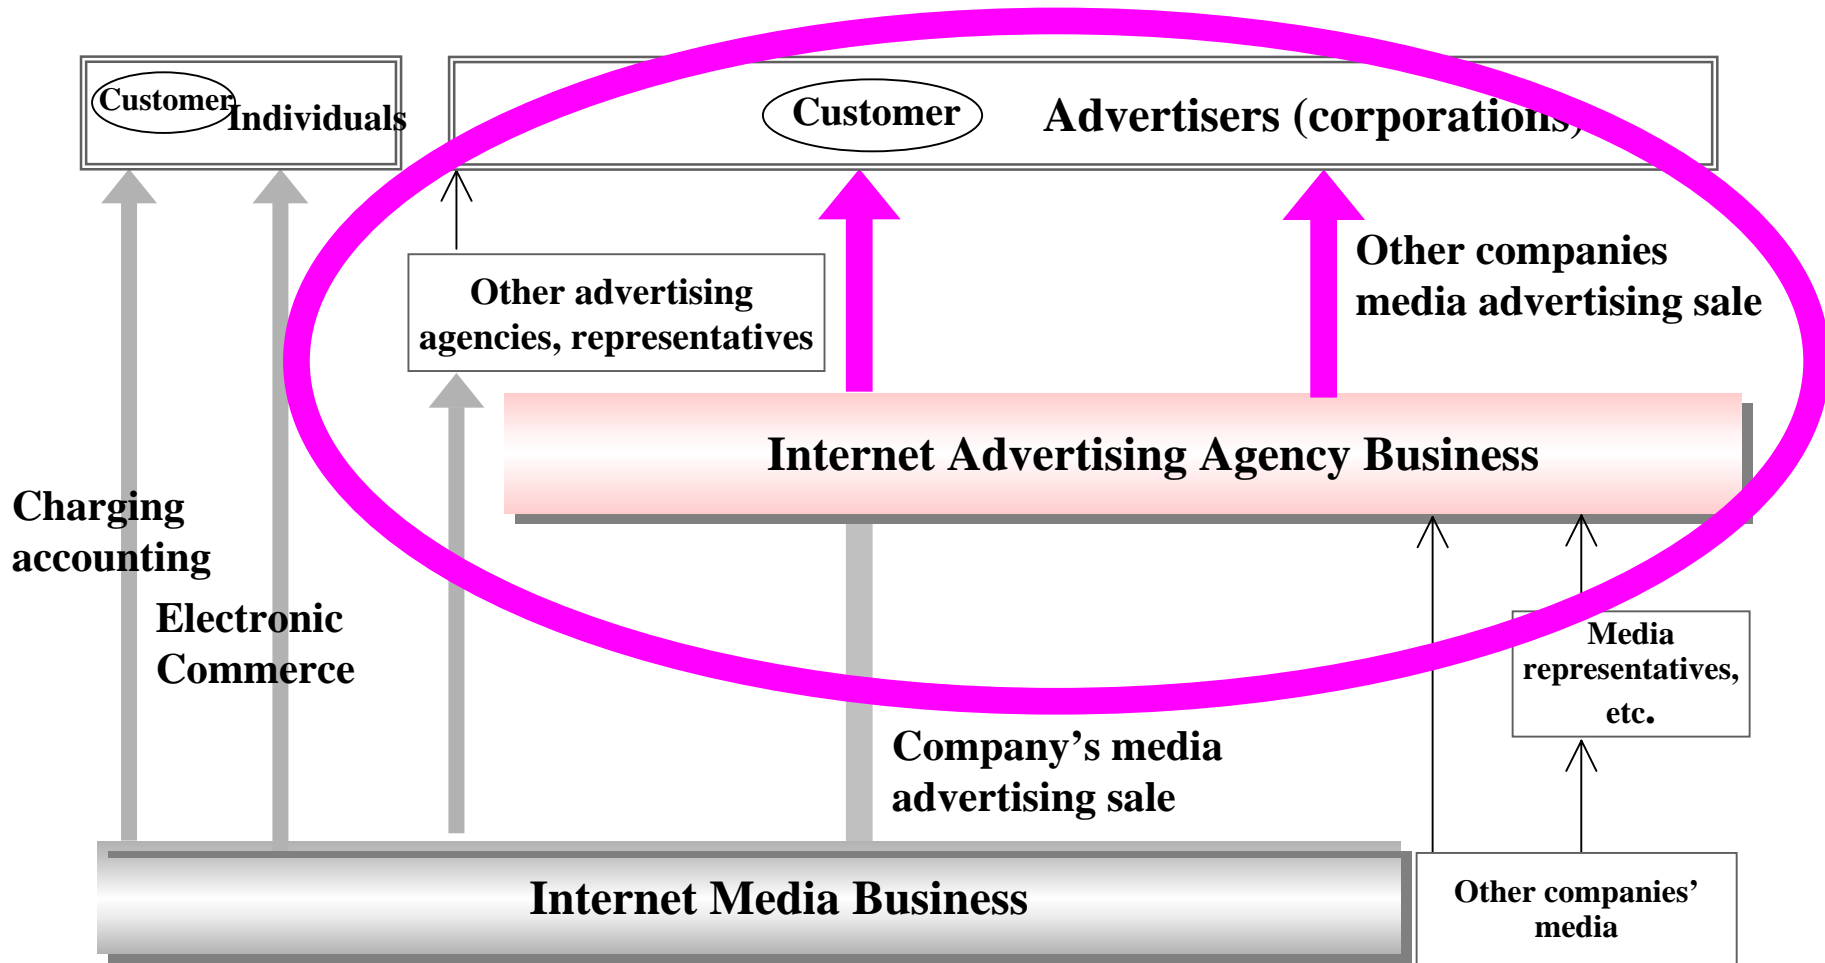 Customer
Individuals
Customer
Advertisers (corporations)
Other advertising
agencies, representatives
Other companies
media advertising sale
Internet Advertising Agency Business
Charging
accounting
Electronic
Commerce
Media
representatives,
etc.
Company’s media
advertising sale
Internet Media Business
Other companies’
media